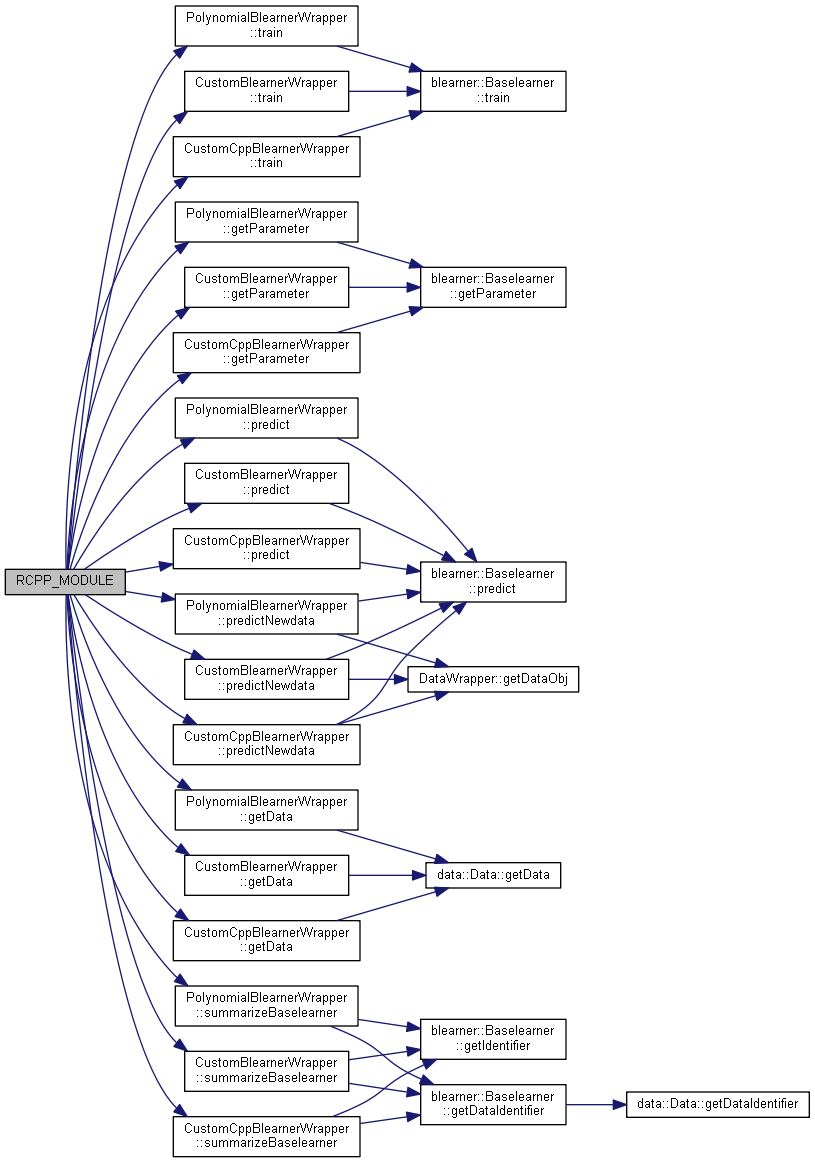 PolynomialBlearnerWrapper
::train
CustomBlearnerWrapper
::train
blearner::Baselearner
::train
CustomCppBlearnerWrapper
::train
PolynomialBlearnerWrapper
::getParameter
CustomBlearnerWrapper
::getParameter
blearner::Baselearner
::getParameter
CustomCppBlearnerWrapper
::getParameter
PolynomialBlearnerWrapper
::predict
CustomBlearnerWrapper
::predict
CustomCppBlearnerWrapper
::predict
RCPP_MODULE
blearner::Baselearner
::predict
PolynomialBlearnerWrapper
::predictNewdata
CustomBlearnerWrapper
::predictNewdata
DataWrapper::getDataObj
CustomCppBlearnerWrapper
::predictNewdata
PolynomialBlearnerWrapper
::getData
CustomBlearnerWrapper
::getData
data::Data::getData
CustomCppBlearnerWrapper
::getData
PolynomialBlearnerWrapper
::summarizeBaselearner
blearner::Baselearner
::getIdentifier
CustomBlearnerWrapper
::summarizeBaselearner
blearner::Baselearner
::getDataIdentifier
data::Data::getDataIdentifier
CustomCppBlearnerWrapper
::summarizeBaselearner